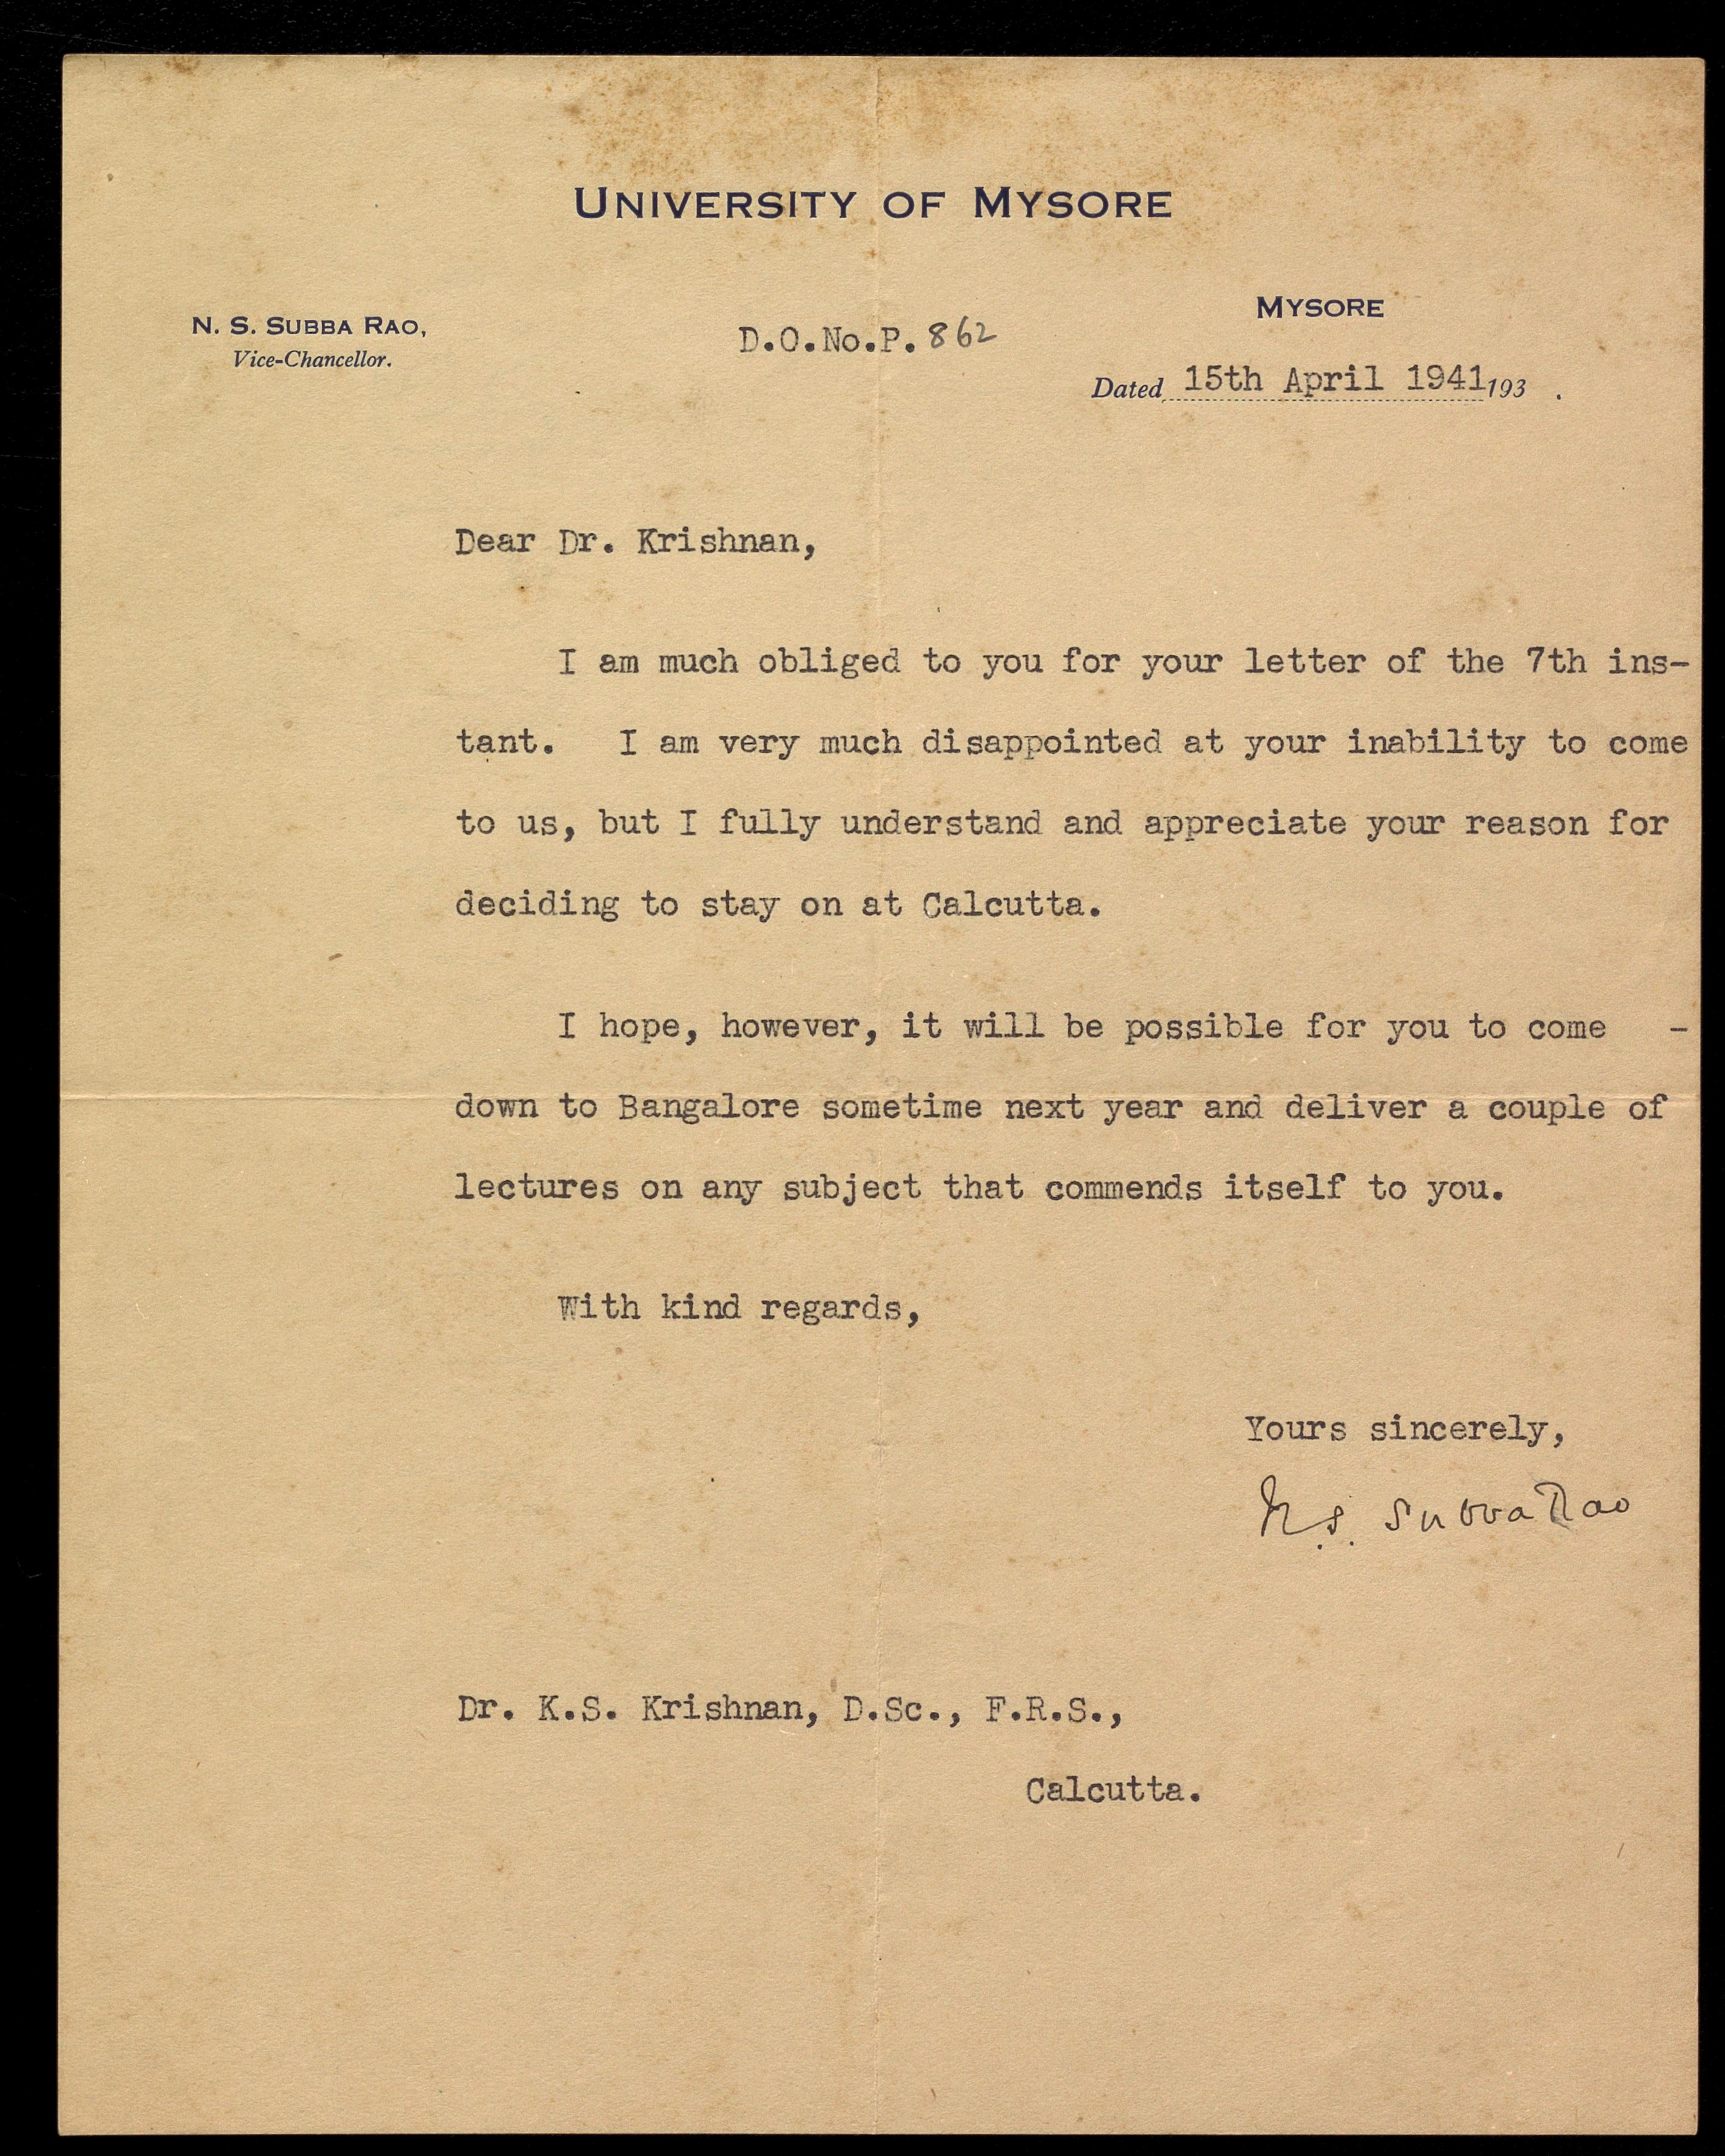 UNIVERSITY OF MYSORE
N. S. SUBBA RAO,
Vice-Chancellor.
D.O.No.P. 862
MYSORE
Dated 15th April 1941 193 .
Dear Dr. Krishnan,
I am much obliged to you for your letter of the 7th ins-
tant. I am very much disappointed at your inability to come
to us, but I fully understand and appreciate your reason for
deciding to stay on at Calcutta.
I hope, however, it will be possible for you to come -
down to Bangalore sometime next year and deliver a couple of
lectures on any subject that commends itself to you.
With kind regards,
Yours sincerely,
N.S. Subba Rao
Dr. K.S. Krishnan, D.Sc., F.R.S.,
Calcutta.